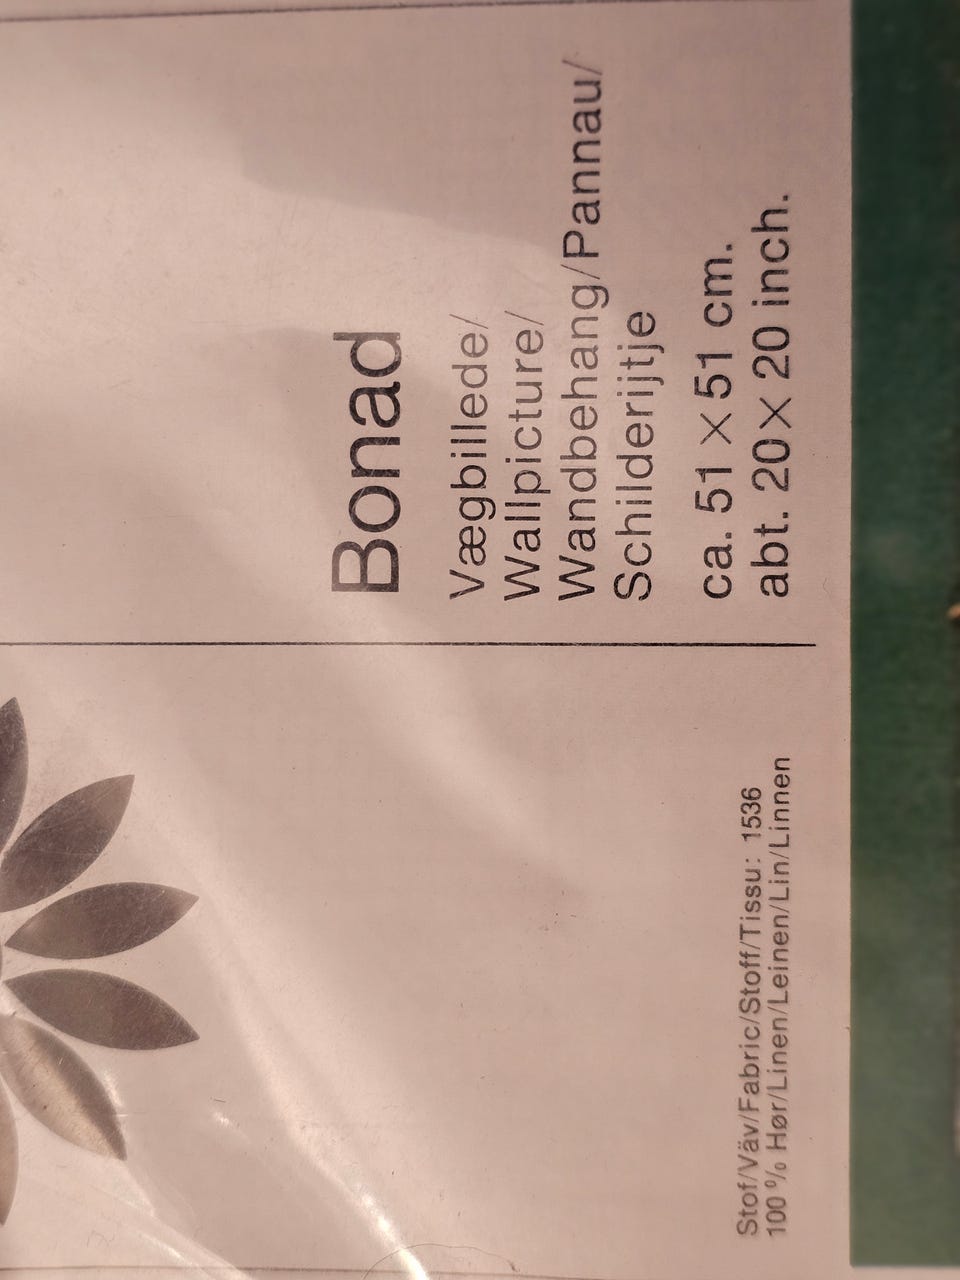 Bonad
Vægbillede/
Wallpicture/
Wandbehang/Pannau/
Schilderijtje
ca. 51 × 51 cm.
abt. 20 × 20 inch.
Stof/Väv/Fabric/Stoff/Tissu: 1536
100 % Hør/Linen/Leinen/Lin/Linnen